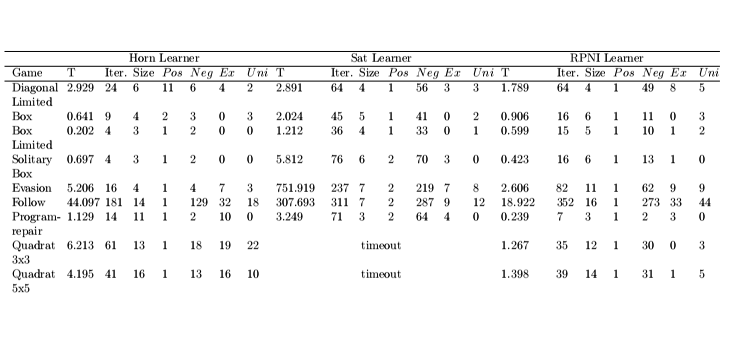 Horn Learner Sat Learner RPNI Learner
Game T Iter. Size Pos Neg Ex Uni T Iter. Size Pos Neg Ex Uni T Iter. Size Pos Neg Ex Uni
Diagonal 2.929 24 6 11 6 4 2 2.891 64 4 1 56 3 3 1.789 64 4 1 49 8 5
Limited
Box 0.641 9 4 2 3 0 3 2.024 45 5 1 41 0 2 0.906 16 6 1 11 0 3
Box 0.202 4 3 1 2 0 0 1.212 36 4 1 33 0 1 0.599 15 5 1 10 1 2
Limited
Solitary 0.697 4 3 1 2 0 0 5.812 76 6 2 70 3 0 0.423 16 6 1 13 1 0
Box
Evasion 5.206 16 4 1 4 7 3 751.919 237 7 2 219 7 8 2.606 82 11 1 62 9 9
Follow 44.097 181 14 1 129 32 18 307.693 311 7 2 287 9 12 18.922 352 16 1 273 33 44
Program- 1.129 14 11 1 2 10 0 3.249 71 3 2 64 4 0 0.239 7 3 1 2 3 0
repair
Quadrat 6.213 61 13 1 18 19 22 timeout 1.267 35 12 1 30 0 3
3x3
Quadrat 4.195 41 16 1 13 16 10 timeout 1.398 39 14 1 31 1 5
5x5